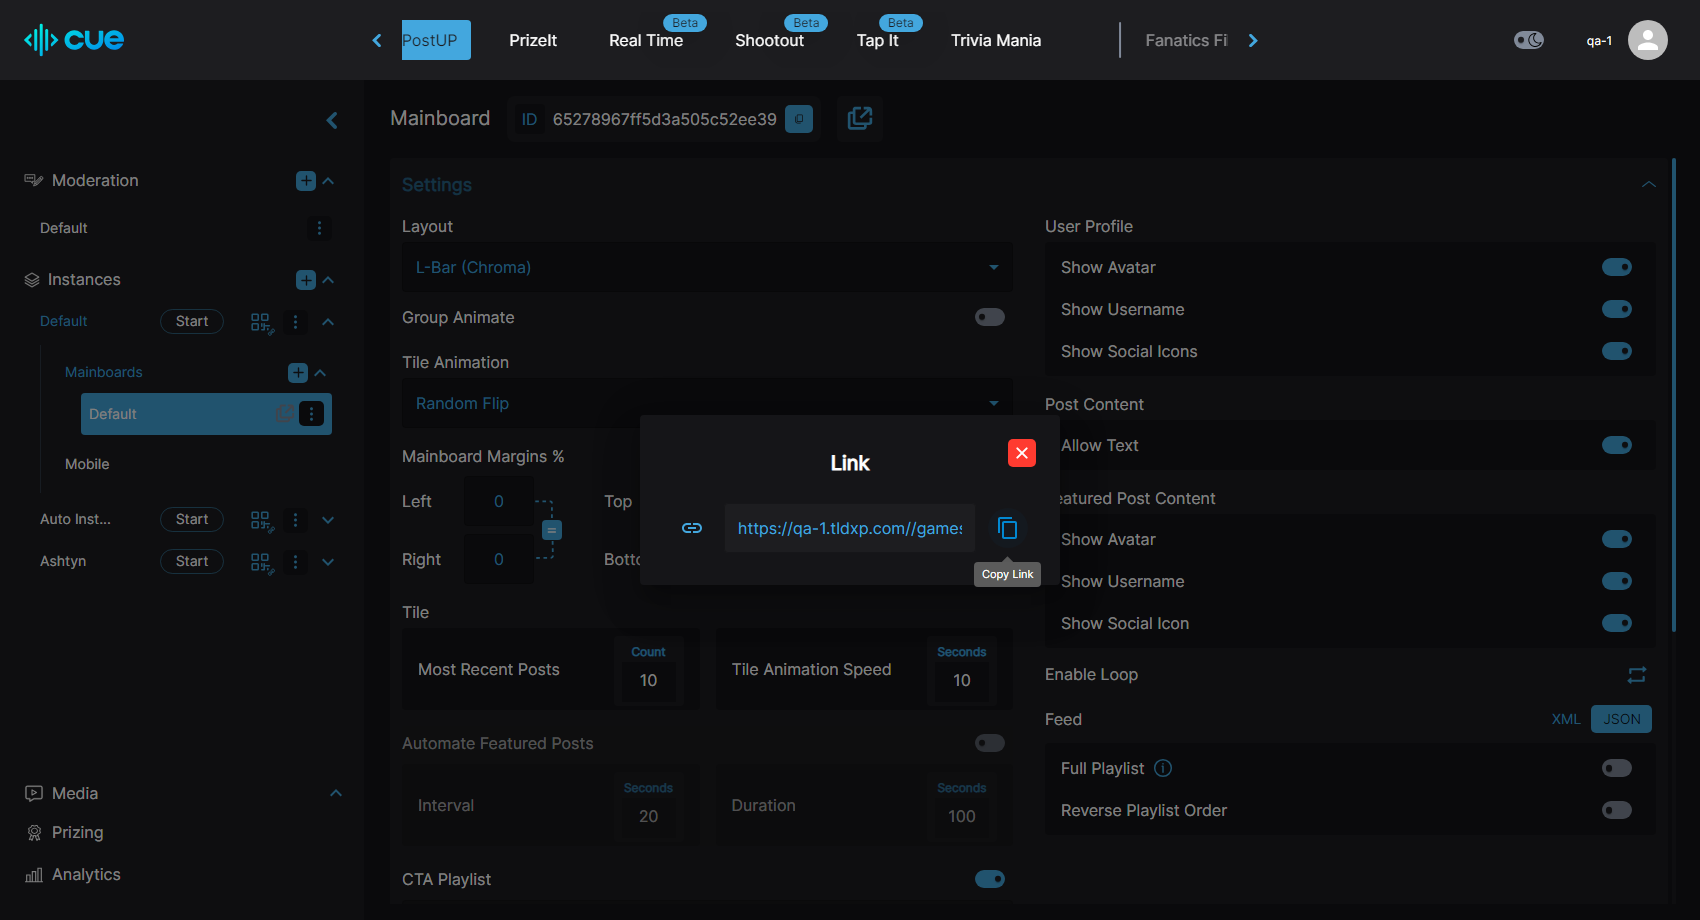 cue
PostUP
PrizeIt
Real Time
Beta
Shootout
Beta
Tap It
Beta
Trivia Mania
Fanatics Fi
qa-1
Mainboard
ID
65278967ff5d3a505c52ee39
Moderation
Default
Instances
Default
Start
Mainboards
Default
Mobile
Auto Inst...
Start
Ashtyn
Start
Media
Prizing
Analytics
Settings
Layout
L-Bar (Chroma)
Group Animate
Tile Animation
Random Flip
Mainboard Margins %
Left
0
Top
=
Right
0
Botto
Tile
Most Recent Posts
Count
10
Tile Animation Speed
Seconds
10
Automate Featured Posts
Interval
Seconds
20
Duration
Seconds
100
CTA Playlist
Link
https://qa-1.tldxp.com//games
Copy Link
User Profile
Show Avatar
Show Username
Show Social Icons
Post Content
Allow Text
eatured Post Content
Show Avatar
Show Username
Show Social Icon
Enable Loop
Feed
XML
JSON
Full Playlist
Reverse Playlist Order